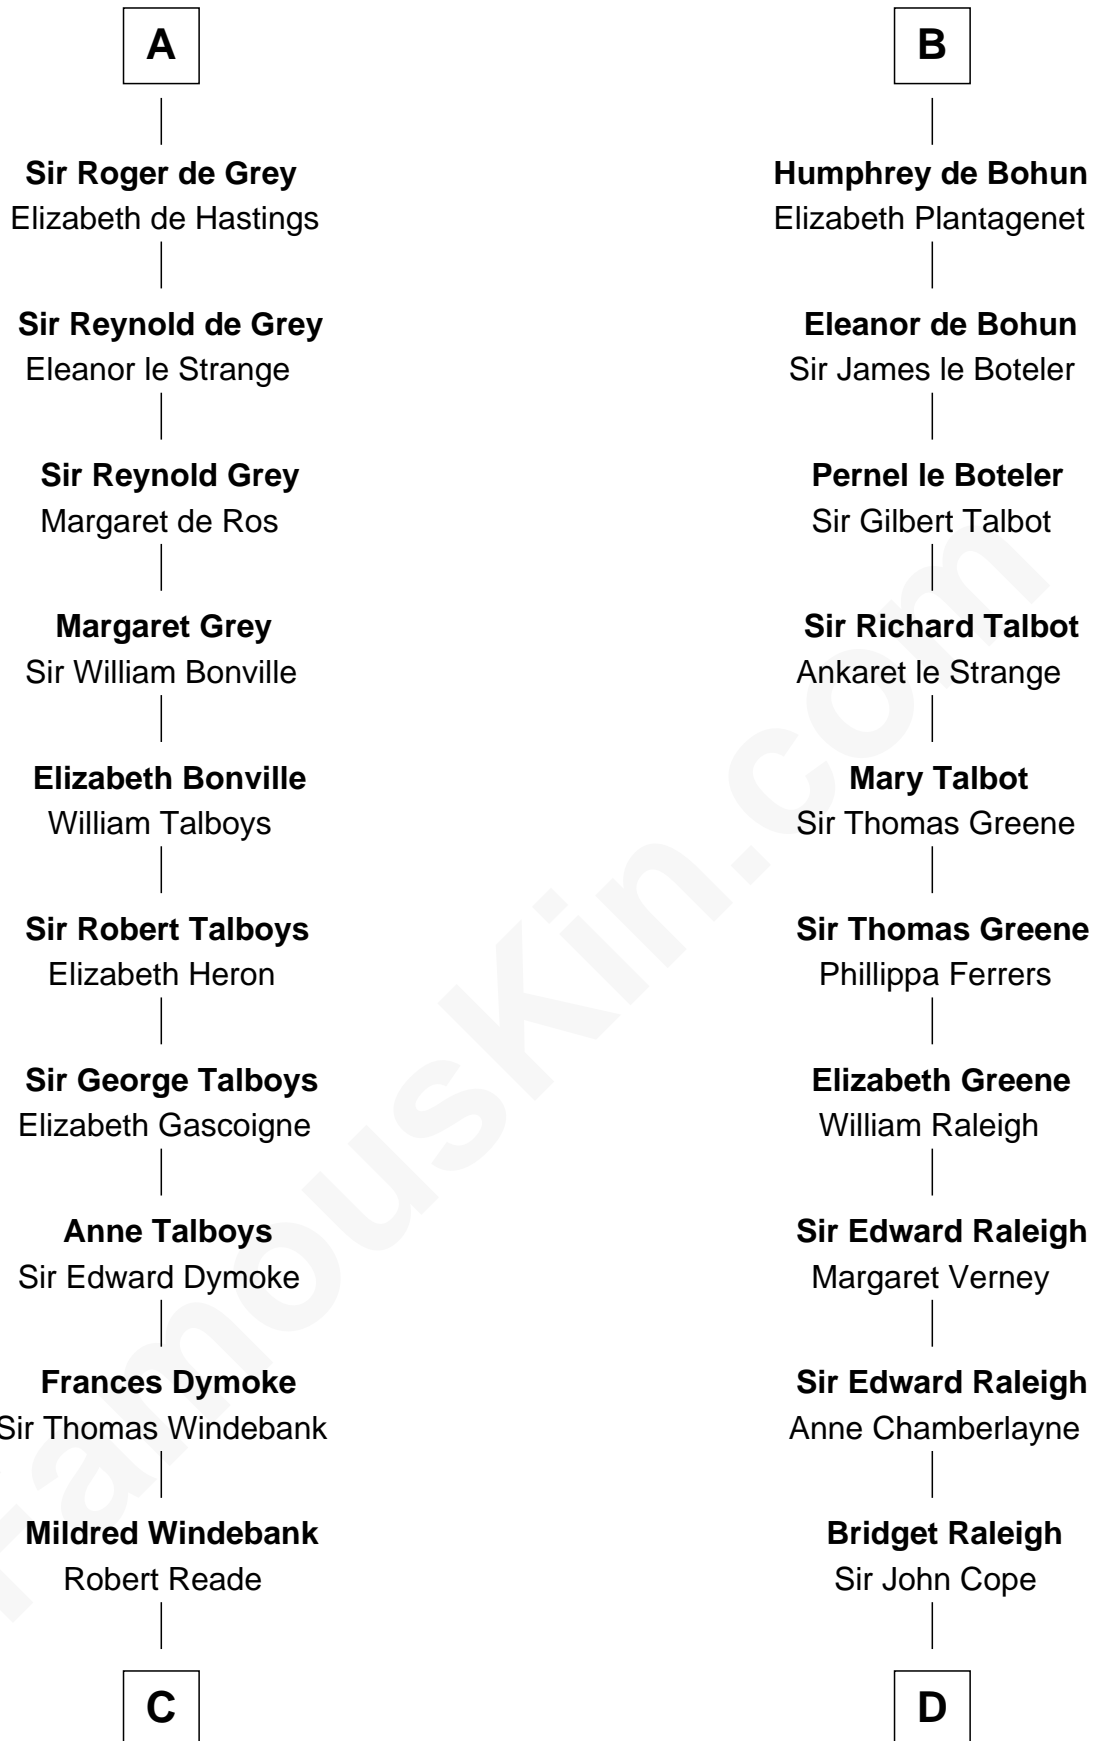 A
Sir Roger de Grey
Elizabeth de Hastings
Sir Reynold de Grey
Eleanor le Strange
Sir Reynold Grey
Margaret de Ros
Margaret Grey
Sir William Bonville
Elizabeth Bonville
William Talboys
Sir Robert Talboys
Elizabeth Heron
Sir George Talboys
Elizabeth Gascoigne
Anne Talboys
Sir Edward Dymoke
Frances Dymoke
Sir Thomas Windebank
Mildred Windebank
Robert Reade
C
B
Humphrey de Bohun
Elizabeth Plantagenet
Eleanor de Bohun
Sir James le Boteler
Pernel le Boteler
Sir Gilbert Talbot
Sir Richard Talbot
Ankaret le Strange
Mary Talbot
Sir Thomas Greene
Sir Thomas Greene
Phillippa Ferrers
Elizabeth Greene
William Raleigh
Sir Edward Raleigh
Margaret Verney
Sir Edward Raleigh
Anne Chamberlayne
Bridget Raleigh
Sir John Cope
D
FamousKin.com